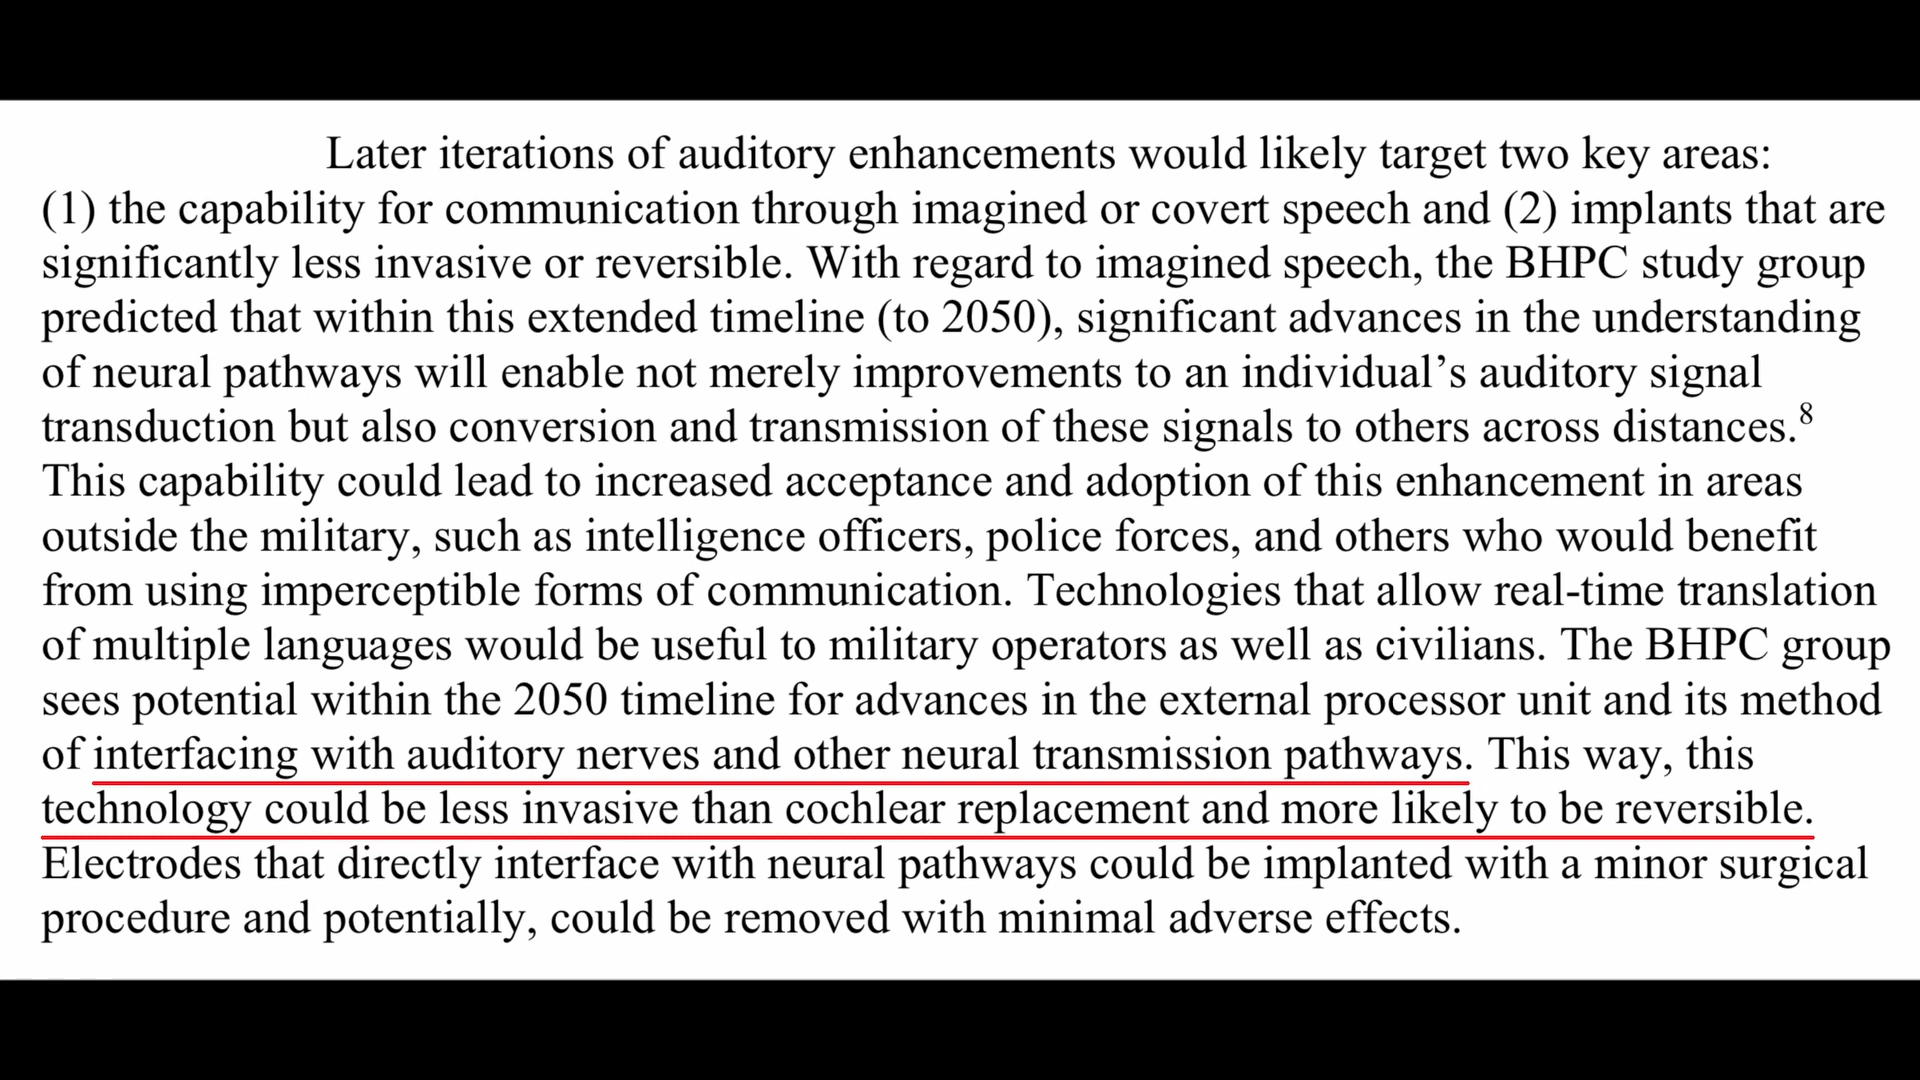 Later iterations of auditory enhancements would likely target two key areas:
(1) the capability for communication through imagined or covert speech and (2) implants that are
significantly less invasive or reversible. With regard to imagined speech, the BHPC study group
predicted that within this extended timeline (to 2050), significant advances in the understanding
of neural pathways will enable not merely improvements to an individual’s auditory signal
transduction but also conversion and transmission of these signals to others across distances.8
This capability could lead to increased acceptance and adoption of this enhancement in areas
outside the military, such as intelligence officers, police forces, and others who would benefit
from using imperceptible forms of communication. Technologies that allow real-time translation
of multiple languages would be useful to military operators as well as civilians. The BHPC group
sees potential within the 2050 timeline for advances in the external processor unit and its method
of interfacing with auditory nerves and other neural transmission pathways. This way, this
technology could be less invasive than cochlear replacement and more likely to be reversible.
Electrodes that directly interface with neural pathways could be implanted with a minor surgical
procedure and potentially, could be removed with minimal adverse effects.